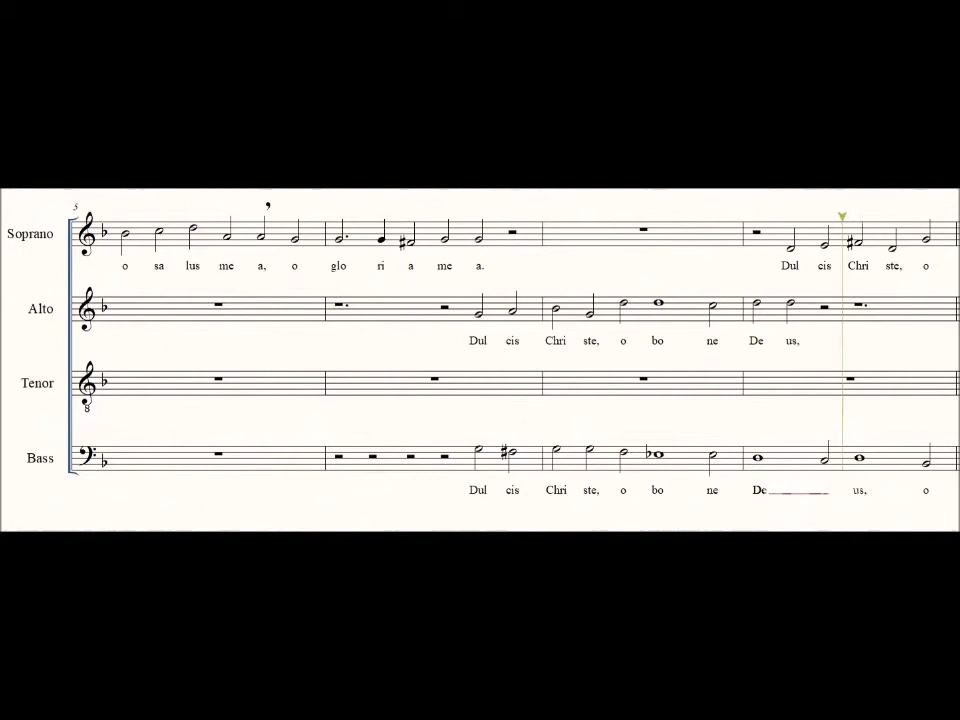 5
Soprano
o sa lus me a, o glo ri a me a. Dul cis Chri ste, o
Alto
Dul cis Chri ste, o bo ne De us,
Tenor
8
Bass
Dul cis Chri ste, o bo ne De______ us, o